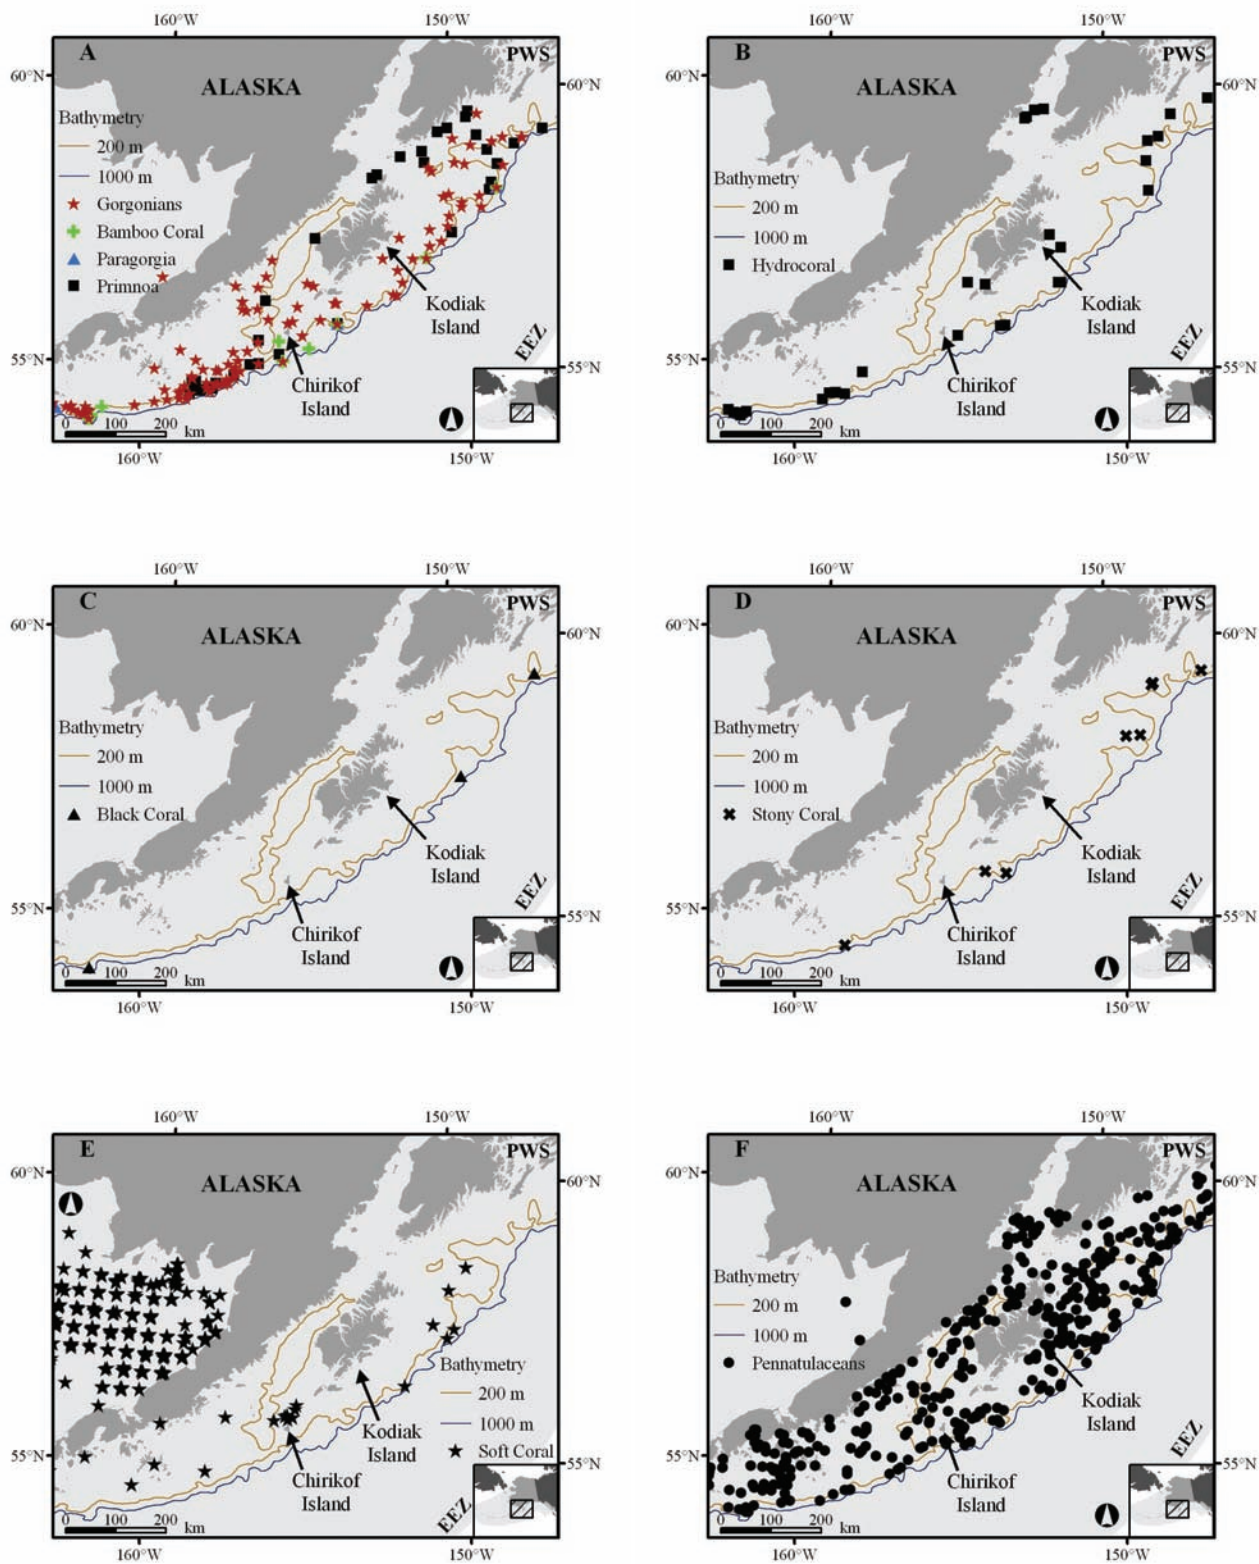 160°W
150°W
A
PWS
60°N
60°N
ALASKA
Bathymetry
200 m
1000 m
Gorgonians
Bamboo Coral
Paragorgia
Primnoa
Kodiak
Island
55°N
55°N
EEZ
Chirikof
Island
0 100 200
km
160°W
150°W
160°W
150°W
B
PWS
60°N
60°N
ALASKA
Bathymetry
200 m
1000 m
Hydrocoral
Kodiak
Island
55°N
55°N
EEZ
Chirikof
Island
0 100 200
km
160°W
150°W
160°W
150°W
C
PWS
60°N
60°N
ALASKA
Bathymetry
200 m
1000 m
Black Coral
Kodiak
Island
55°N
55°N
EEZ
Chirikof
Island
0 100 200
km
160°W
150°W
160°W
150°W
D
PWS
60°N
60°N
ALASKA
Bathymetry
200 m
1000 m
Stony Coral
Kodiak
Island
55°N
55°N
EEZ
Chirikof
Island
0 100 200
km
160°W
150°W
160°W
150°W
E
PWS
60°N
60°N
ALASKA
Bathymetry
200 m
1000 m
Soft Coral
Kodiak
Island
55°N
55°N
Chirikof
Island
EEZ
0 100 200
km
160°W
150°W
160°W
150°W
F
PWS
60°N
60°N
ALASKA
Bathymetry
200 m
1000 m
Pennatulaceans
Kodiak
Island
55°N
55°N
EEZ
Chirikof
Island
0 100 200
km
160°W
150°W